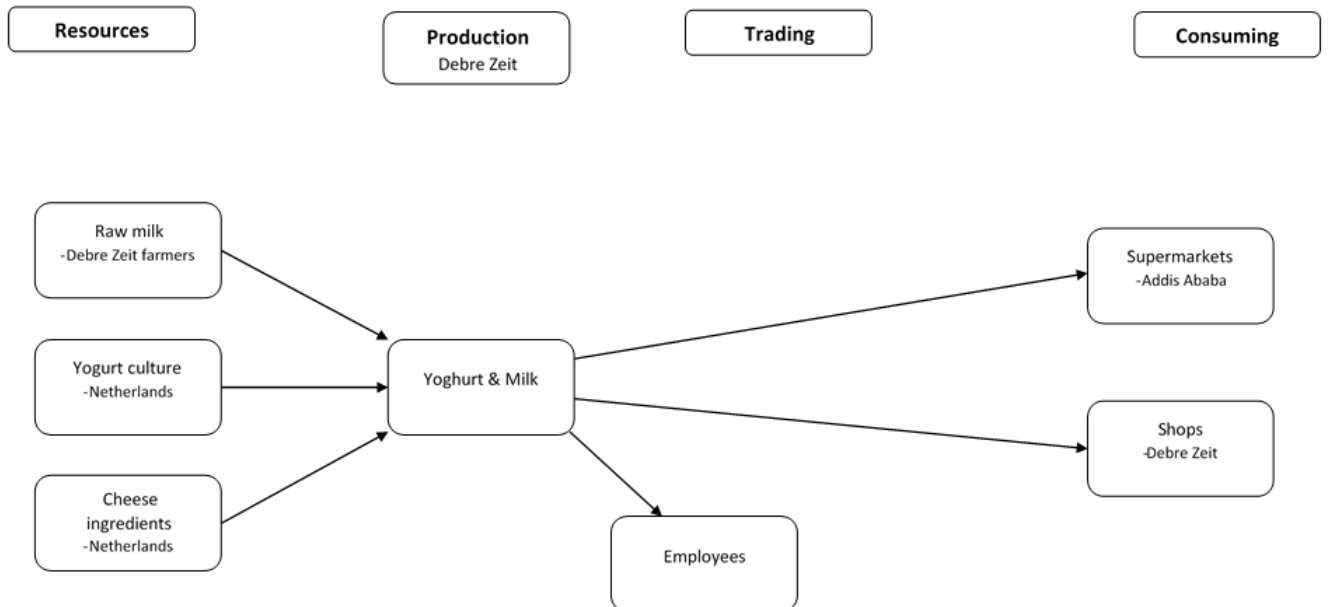 Resources
Production
Debre Zeit
Trading
Consuming
Raw milk
-Debre Zeit farmers
Yogurt culture
-Netherlands
Cheese
ingredients
-Netherlands
Yoghurt & Milk
Employees
Supermarkets
-Addis Ababa
Shops
-Debre Zeit